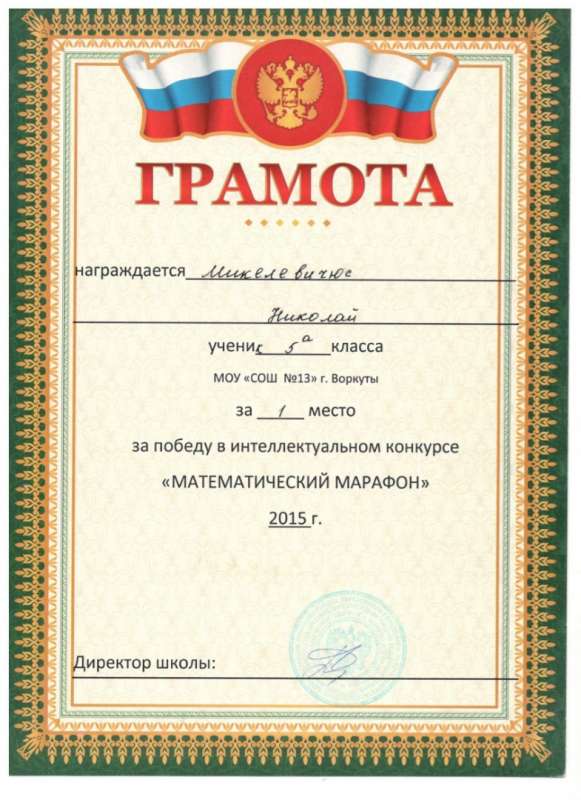 ГРАМОТА
награждается Микелевичюс
Николай
ученик 5а класса
МОУ «СОШ №13» г. Воркуты
за 1 место
за победу в интеллектуальном конкурсе
«МАТЕМАТИЧЕСКИЙ МАРАФОН»
2015 г.
Директор школы: